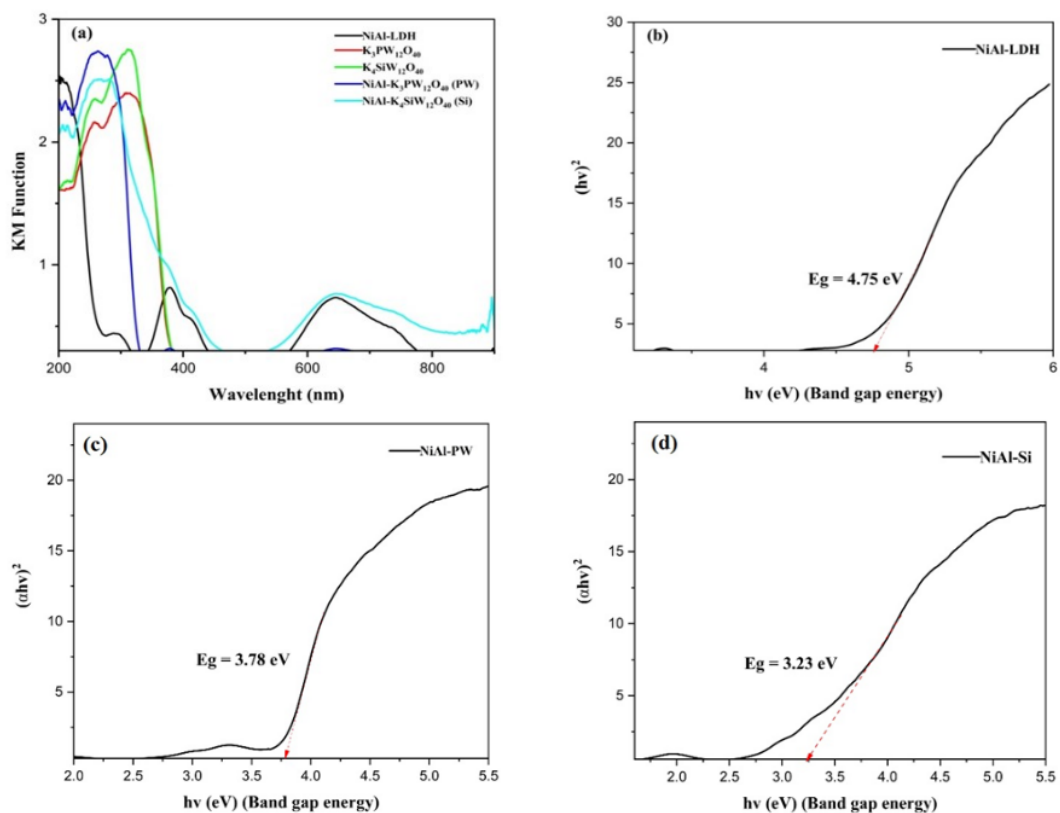 (a)
NiAl-LDH
K₃PW₁₂O₄₀
K₄SiW₁₂O₄₀
NiAl-K₃PW₁₂O₄₀ (PW)
NiAl-K₄SiW₁₂O₄₀ (Si)
KM Function
3
2
1
200
400
600
800
Wavelenght (nm)
(b)
NiAl-LDH
(hv)²
30
25
20
15
10
5
Eg = 4.75 eV
4
5
6
hv (eV) (Band gap energy)
(c)
NiAl-PW
(αhv)²
20
15
10
5
Eg = 3.78 eV
2.0
2.5
3.0
3.5
4.0
4.5
5.0
5.5
hv (eV) (Band gap energy)
(d)
NiAl-Si
(αhv)²
20
15
10
5
Eg = 3.23 eV
2.0
2.5
3.0
3.5
4.0
4.5
5.0
5.5
hv (eV) (Band gap energy)